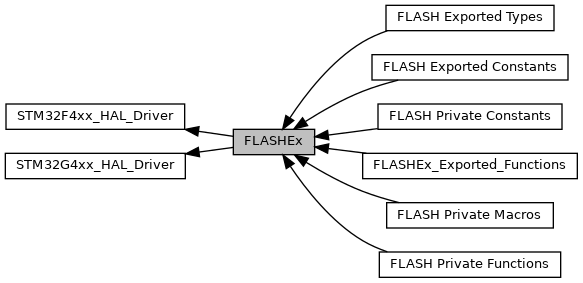 FLASH Exported Types
FLASH Exported Constants
STM32F4xx_HAL_Driver
FLASH Private Constants
FLASHEx
STM32G4xx_HAL_Driver
FLASHEx_Exported_Functions
FLASH Private Macros
FLASH Private Functions